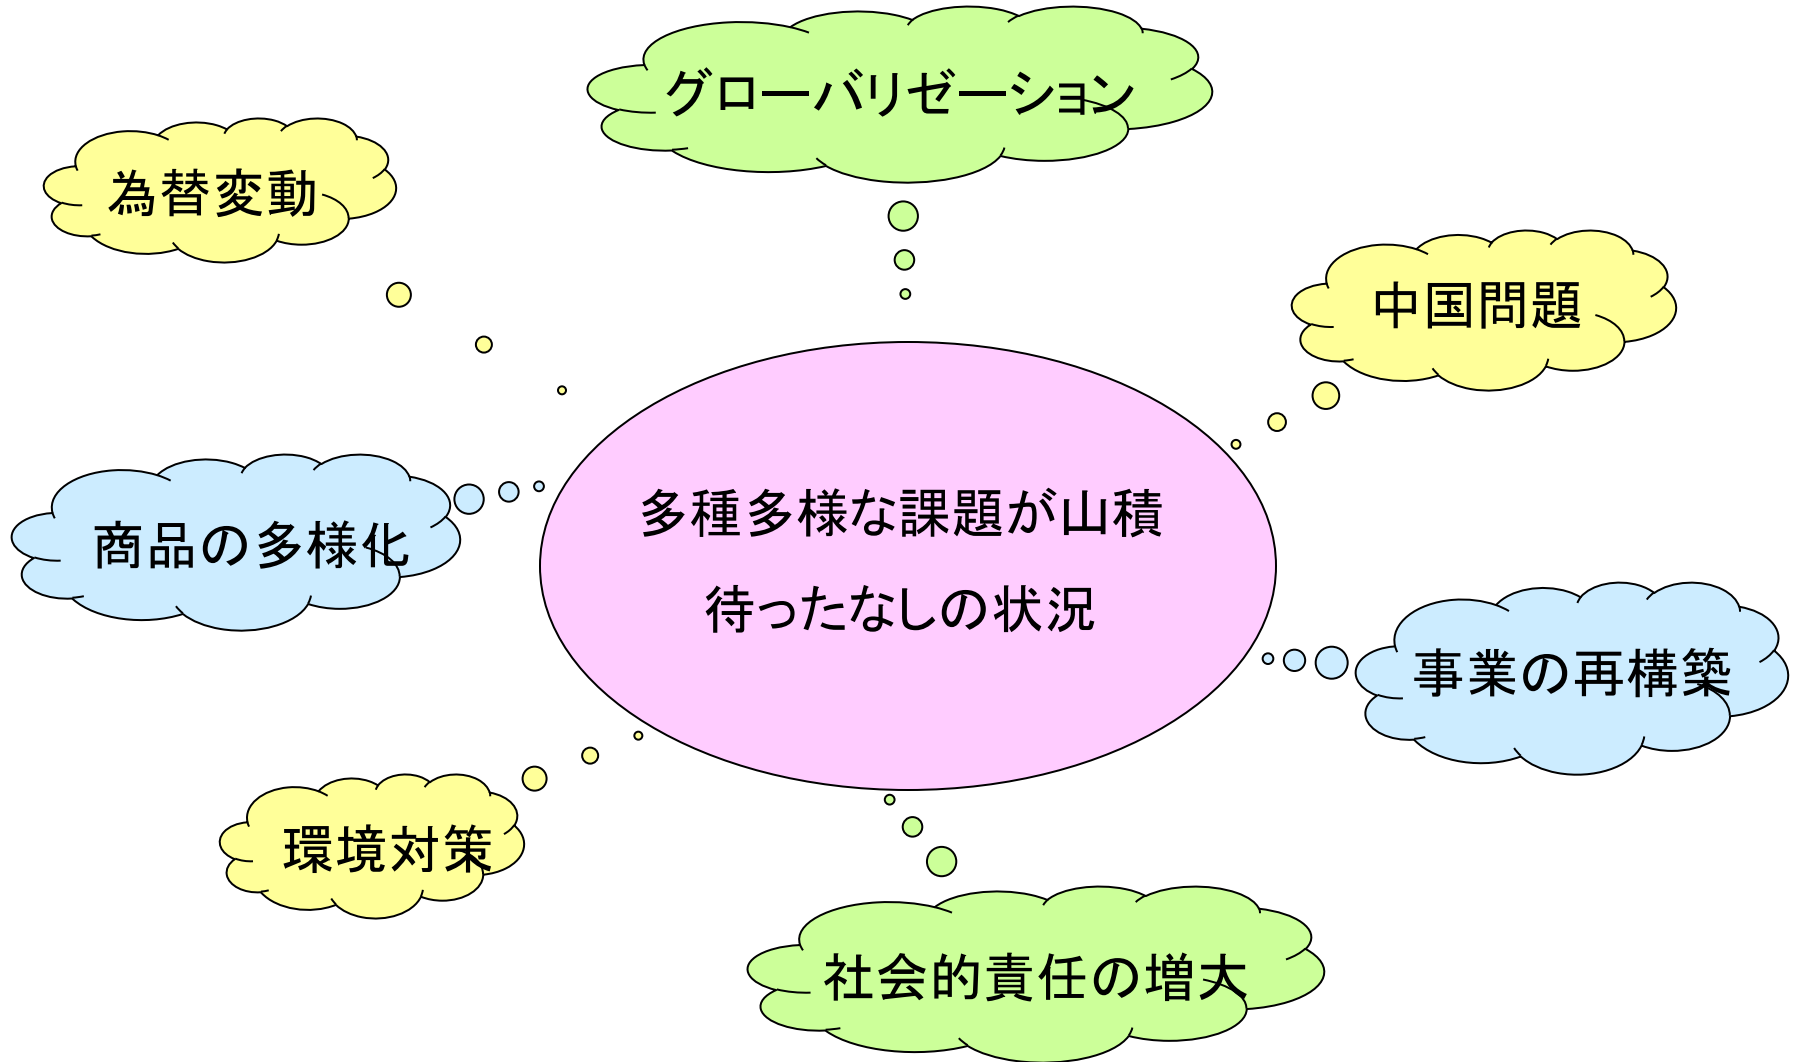 グローバリゼーション
為替変動
中国問題
多種多様な課題が山積
待ったなしの状況
商品の多様化
事業の再構築
環境対策
社会的責任の増大